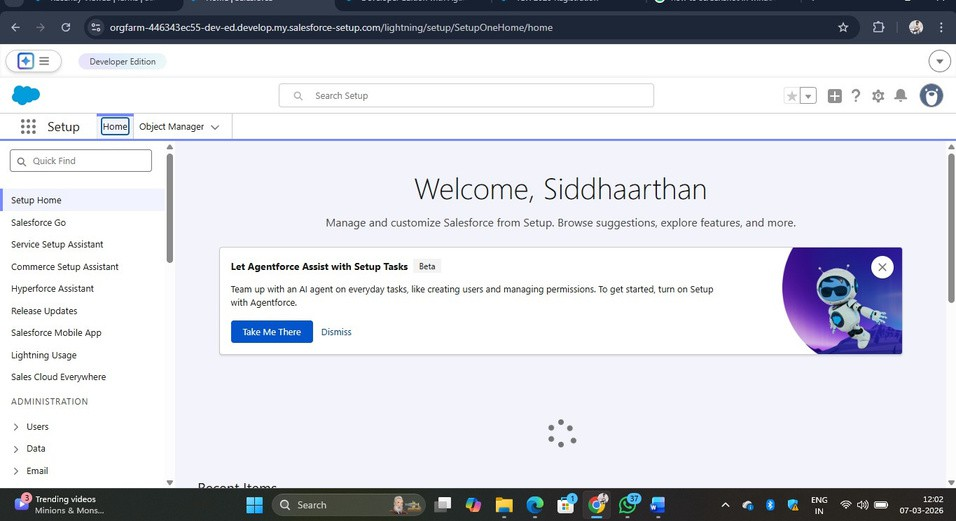 orgfarm-446343ec55-dev-ed.develop.my.salesforce-setup.com/lightning/setup/SetupOneHome/home
Developer Edition
Search Setup
Setup
Home
Object Manager
Quick Find
Setup Home
Salesforce Go
Service Setup Assistant
Commerce Setup Assistant
Hyperforce Assistant
Release Updates
Salesforce Mobile App
Lightning Usage
Sales Cloud Everywhere
ADMINISTRATION
Users
Data
Email
Welcome, Siddhaarthan
Manage and customize Salesforce from Setup. Browse suggestions, explore features, and more.
Let Agentforce Assist with Setup Tasks Beta
Team up with an AI agent on everyday tasks, like creating users and managing permissions. To get started, turn on Setup
with Agentforce.
Take Me There Dismiss
Recent Items
3
Trending videos
Minions & Mons...
Search
1
37
ENG
IN
12:02
07-03-2026